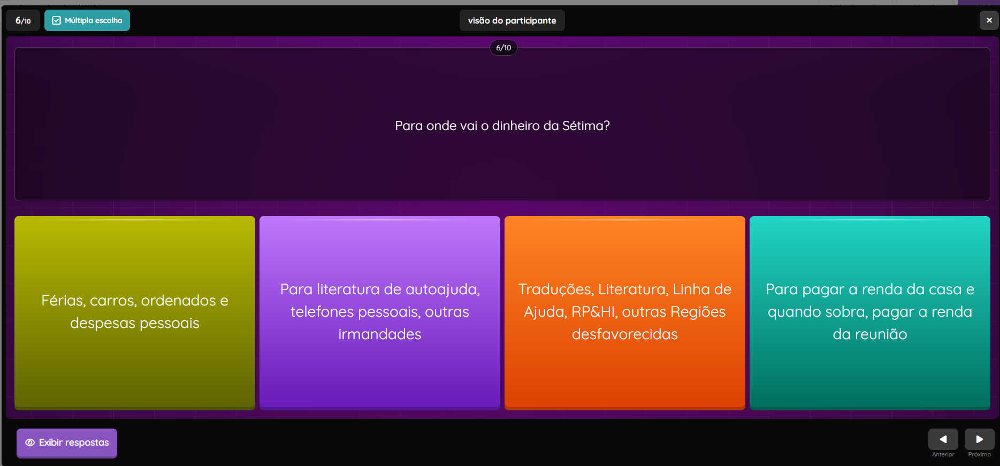 6/10
Múltipla escolha
visão do participante
6/10
Para onde vai o dinheiro da Sétima?
Férias, carros, ordenados e
despesas pessoais
Para literatura de autoajuda,
telefones pessoais, outras
irmandades
Traduções, Literatura, Linha de
Ajuda, RP&HI, outras Regiões
desfavorecidas
Para pagar a renda da casa e
quando sobra, pagar a renda
da reunião
Exibir respostas
Anterior
Próximo